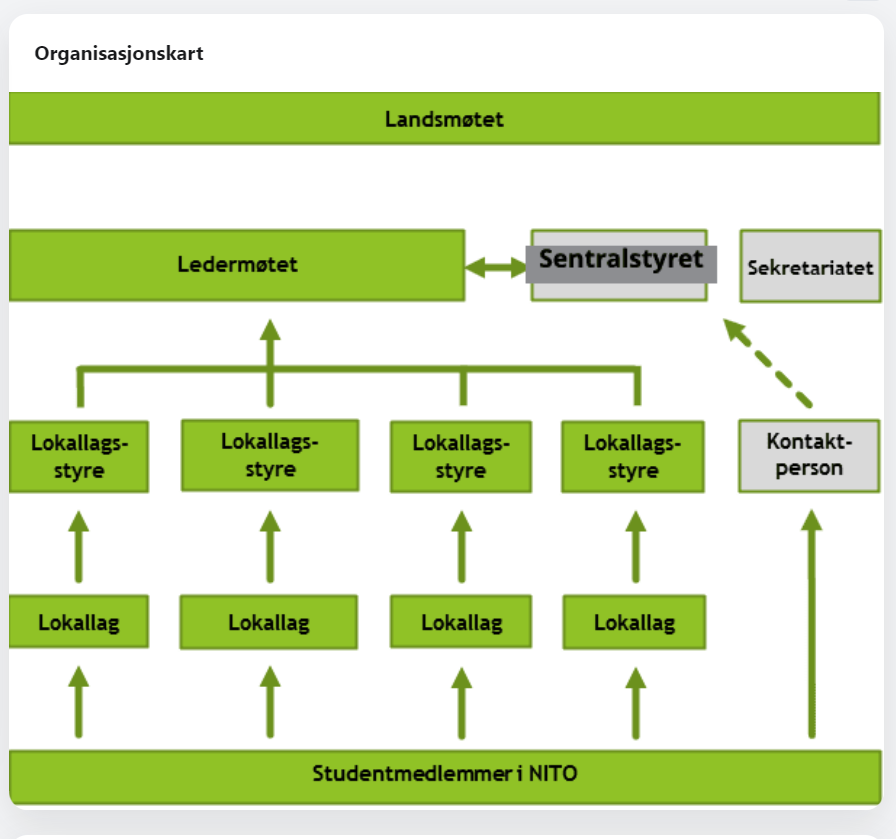 Organisasjonskart
Landsmøtet
Ledermøtet
Sentralstyret
Sekretariatet
Lokallags-
styre
Lokallags-
styre
Lokallags-
styre
Lokallags-
styre
Kontakt-
person
Lokallag
Lokallag
Lokallag
Lokallag
Studentmedlemmer i NITO